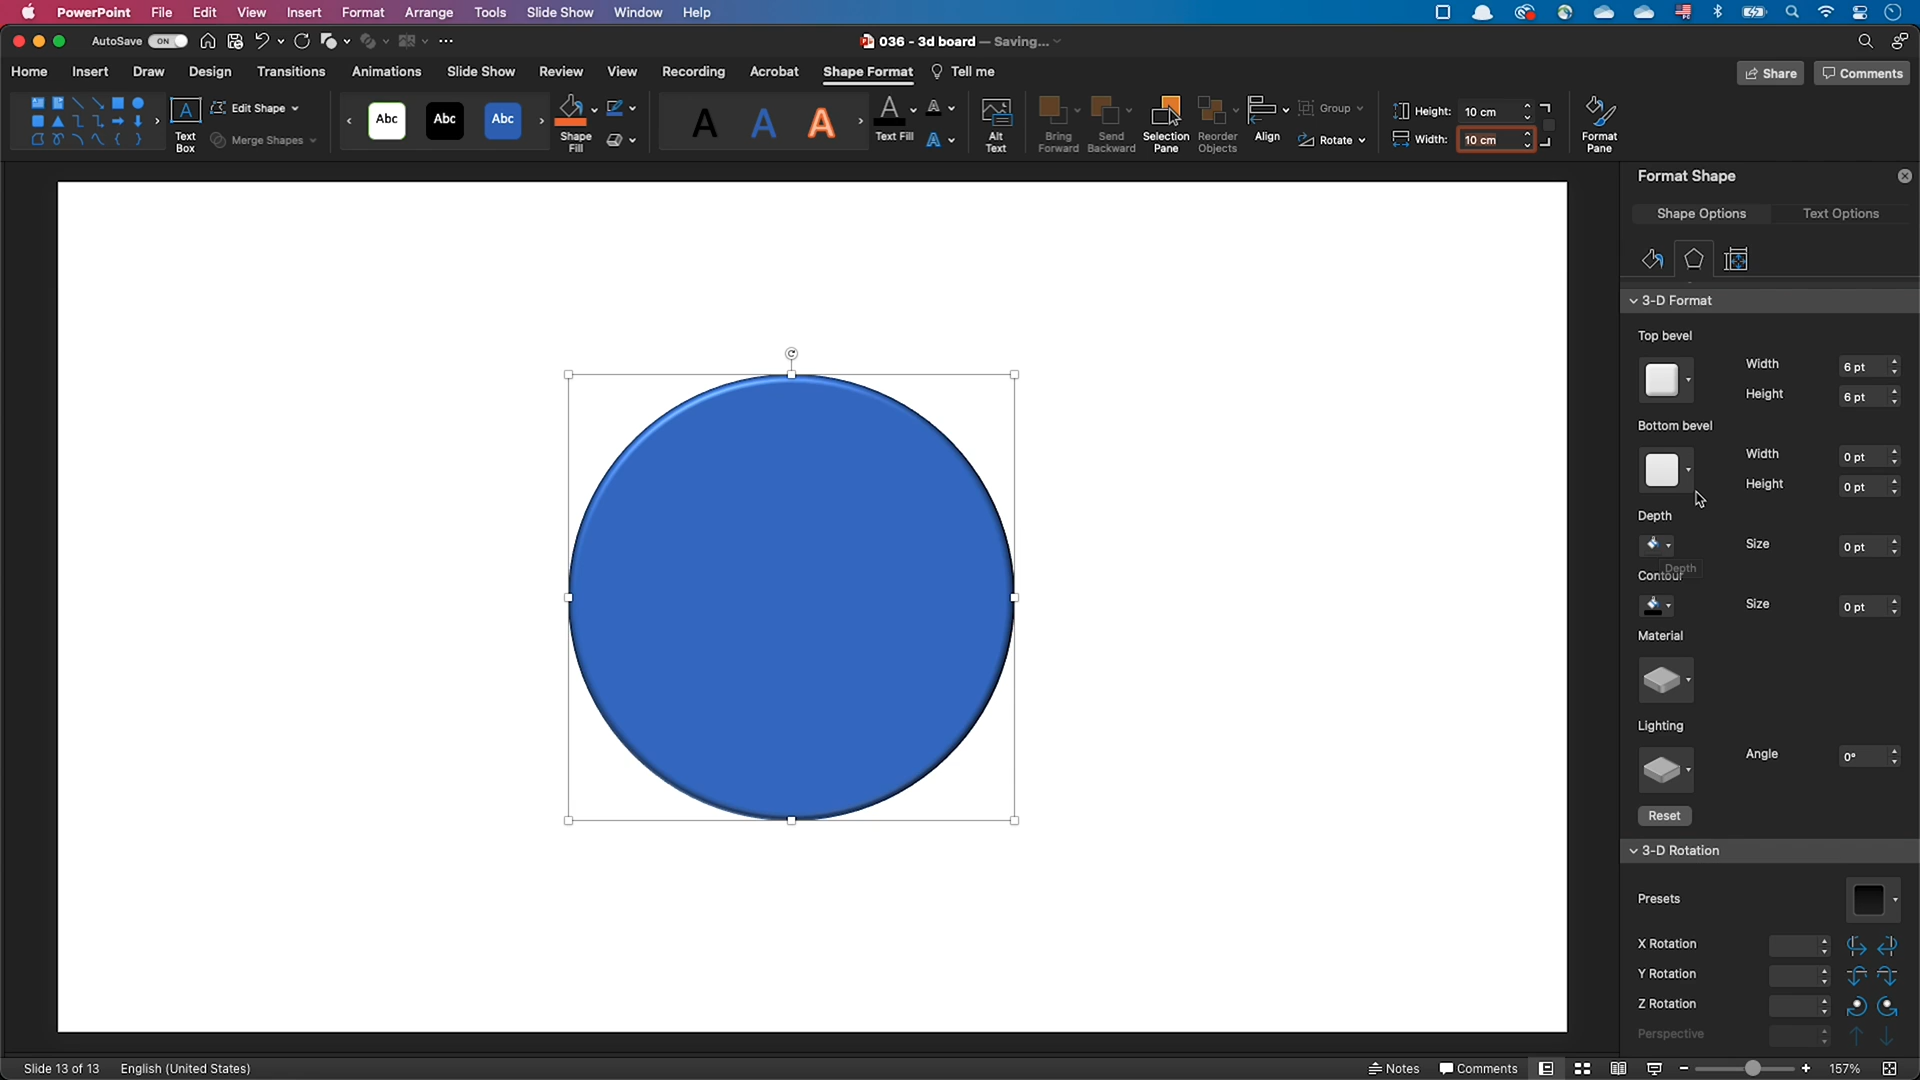 PowerPoint File Edit View Insert Format Arrange Tools Slide Show Window Help
AutoSave ON 036 - 3d board — Saving...
Home Insert Draw Design Transitions Animations Slide Show Review View Recording Acrobat Shape Format Tell me Share Comments
A Text Box
Edit Shape
Merge Shapes
Abc Abc Abc
Shape Fill
A A A
A Text Fill
A
A
Alt Text
Bring Forward
Send Backward
Selection Pane
Reorder Objects
Align
Group
Rotate
Height: 10 cm
Width: 10 cm
Format Pane
Format Shape
Shape Options Text Options
3-D Format
Top bevel
Width 6 pt
Height 6 pt
Bottom bevel
Width 0 pt
Height 0 pt
Depth
Size 0 pt
Depth
Contour
Size 0 pt
Material
Lighting
Angle 0°
Reset
3-D Rotation
Presets
X Rotation
Y Rotation
Z Rotation
Perspective
Slide 13 of 13 English (United States) Notes Comments 157%